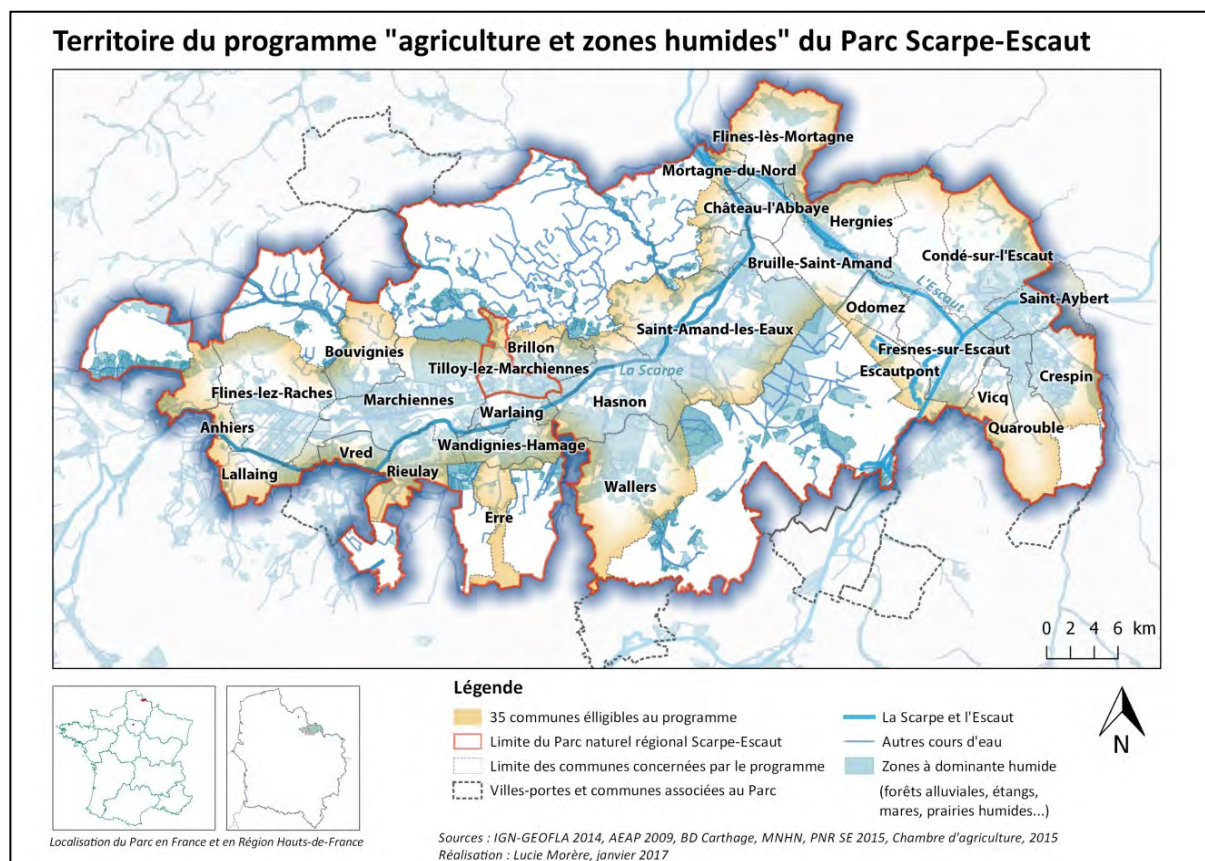 Territoire du programme "agriculture et zones humides" du Parc Scarpe-Escaut
Flines-lès-Mortagne
Mortagne-du-Nord
Château-l'Abbaye
Hergnies
Bruille-Saint-Amand
Condé-sur-l'Escaut
L'Escaut
Saint-Aybert
Odomez
Saint-Amand-les-Eaux
Brillon
Bouvignies
Fresnes-sur-Escaut
Tilloy-lez-Marchiennes
La Scarpe
Escautpont
Crespin
Flines-lez-Raches
Marchiennes
Hasnon
Vicq
Warlaing
Anhiers
Quarouble
Vred
Wandignies-Hamage
Lallaing
Rieulay
Wallers
Erre
0 2 4 6 km
Légende
35 communes élligibles au programme
Limite du Parc naturel régional Scarpe-Escaut
Limite des communes concernées par le programme
Villes-portes et communes associées au Parc
La Scarpe et l'Escaut
Autres cours d'eau
Zones à dominante humide
(forêts alluviales, étangs,
mares, prairies humides...)
N
Localisation du Parc en France et en Région Hauts-de-France
Sources : IGN-GEOFLA 2014, AEAP 2009, BD Carthage, MNHN, PNR SE 2015, Chambre d'agriculture, 2015
Réalisation : Lucie Morère, janvier 2017